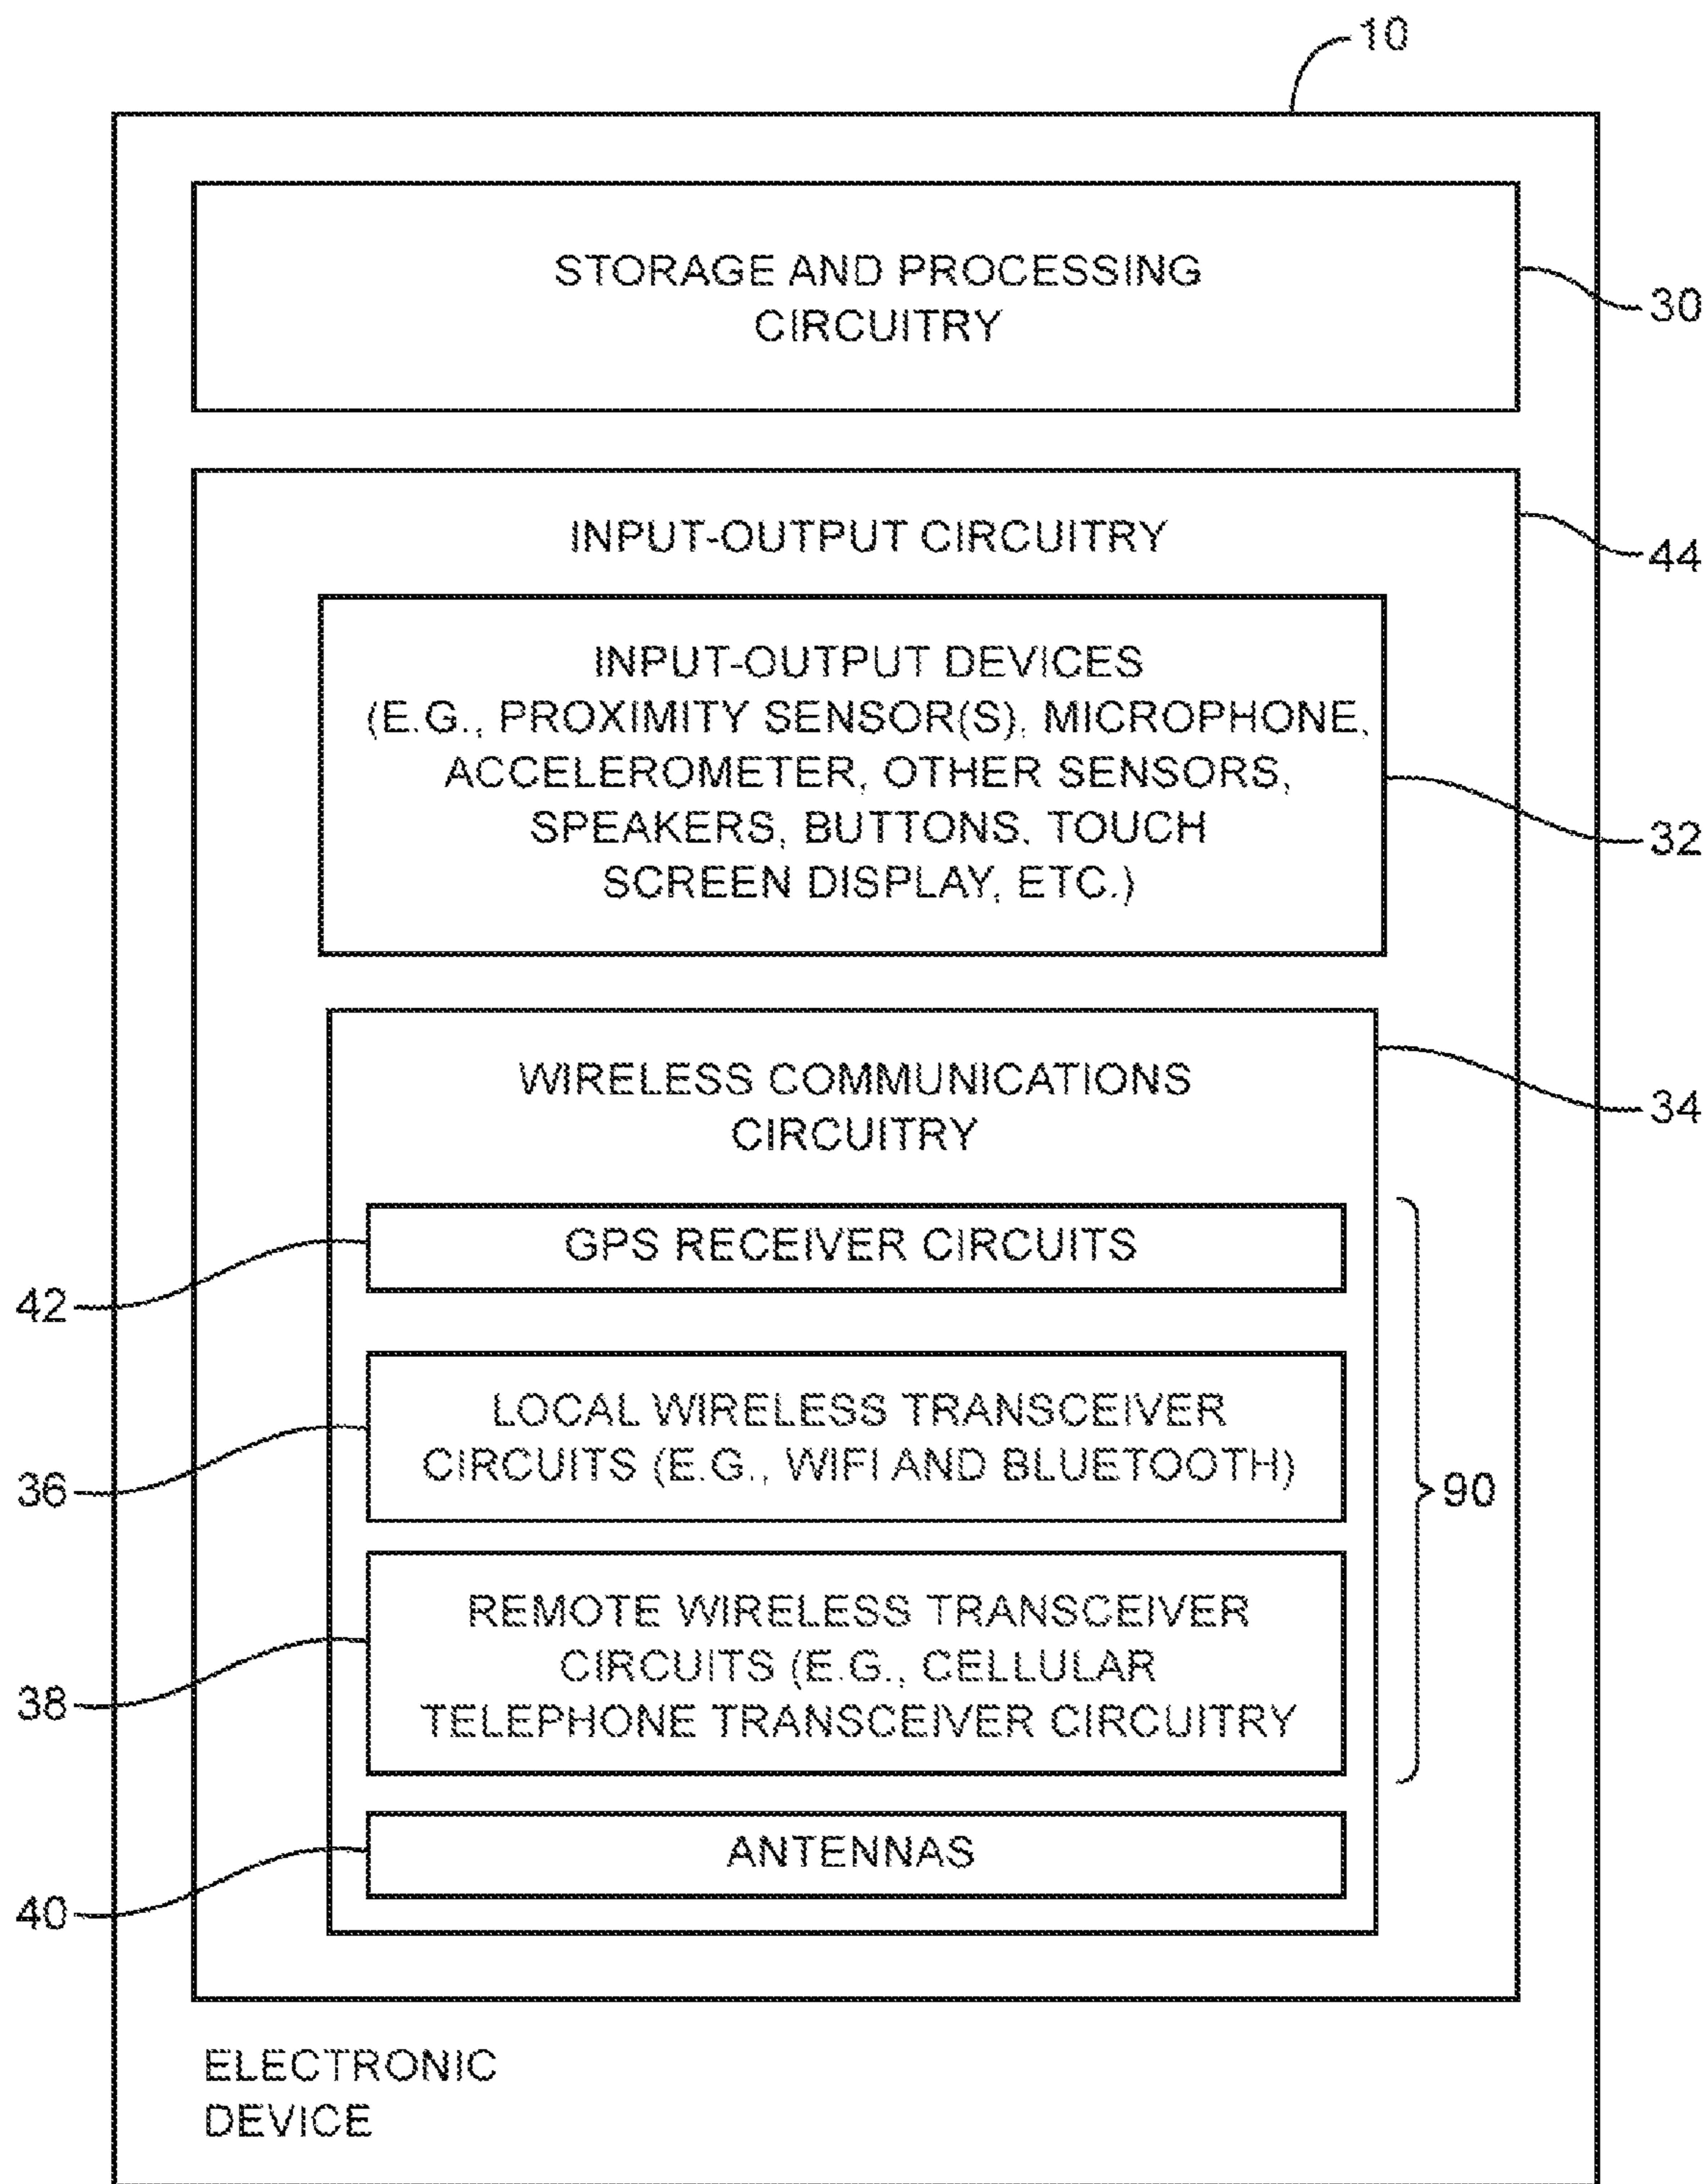 10
STORAGE AND PROCESSING
CIRCUITRY
30
INPUT-OUTPUT CIRCUITRY
44
INPUT-OUTPUT DEVICES
(E.G., PROXIMITY SENSOR(S), MICROPHONE,
ACCELEROMETER, OTHER SENSORS,
SPEAKERS, BUTTONS, TOUCH
SCREEN DISPLAY, ETC.)
32
WIRELESS COMMUNICATIONS
CIRCUITRY
34
GPS RECEIVER CIRCUITS
42
LOCAL WIRELESS TRANSCEIVER
CIRCUITS (E.G., WIFI AND BLUETOOTH)
36
90
REMOTE WIRELESS TRANSCEIVER
CIRCUITS (E.G., CELLULAR
TELEPHONE TRANSCEIVER CIRCUITRY
38
ANTENNAS
40
ELECTRONIC
DEVICE